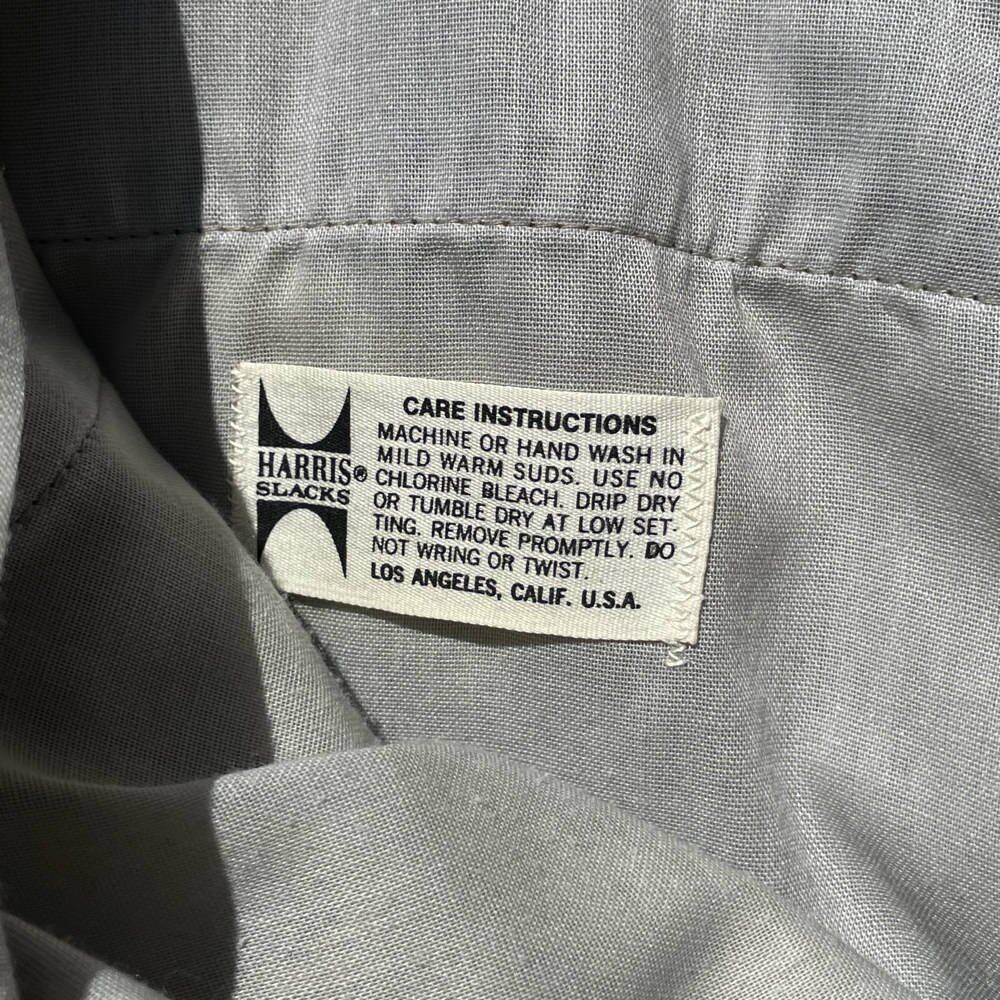 HARRIS®
SLACKS
CARE INSTRUCTIONS
MACHINE OR HAND WASH IN
MILD WARM SUDS. USE NO
CHLORINE BLEACH. DRIP DRY
OR TUMBLE DRY AT LOW SET-
TING. REMOVE PROMPTLY. DO
NOT WRING OR TWIST.
LOS ANGELES, CALIF. U.S.A.